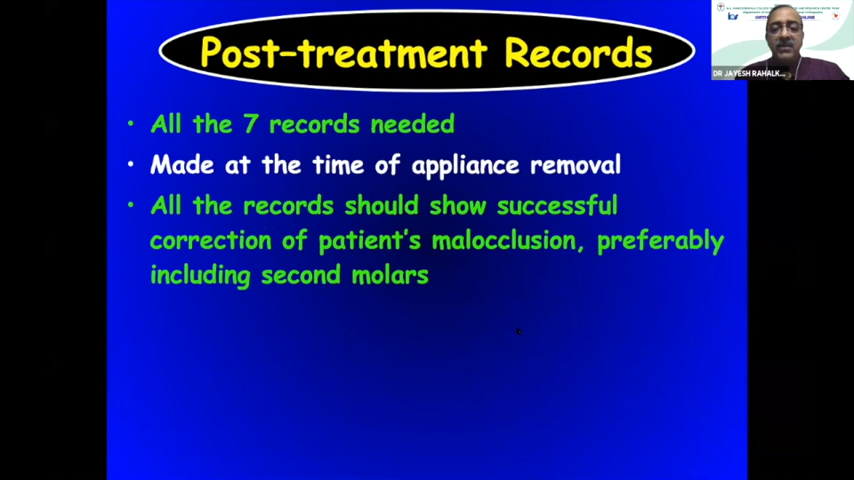 Post-treatment Records
• All the 7 records needed
• Made at the time of appliance removal
• All the records should show successful
correction of patient's malocclusion, preferably
including second molars
DR JAYESH RAHALK...